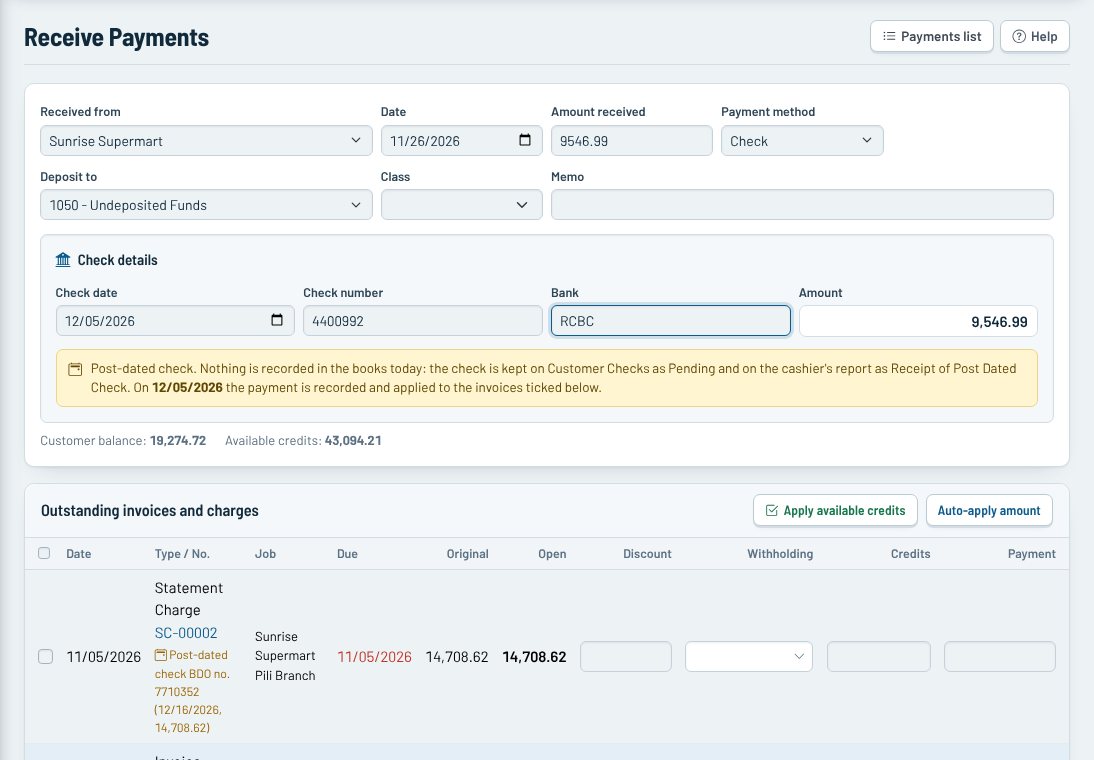 Receive Payments
Payments list
Help
Received from
Date
Amount received
Payment method
Sunrise Supermart
11/26/2026
9546.99
Check
Deposit to
Class
Memo
1050 - Undeposited Funds
Check details
Check date
Check number
Bank
Amount
12/05/2026
4400992
RCBC
9,546.99
Post-dated check. Nothing is recorded in the books today: the check is kept on Customer Checks as Pending and on the cashier's report as Receipt of Post Dated
Check. On 12/05/2026 the payment is recorded and applied to the invoices ticked below.
Customer balance: 19,274.72 Available credits: 43,094.21
Outstanding invoices and charges
Apply available credits
Auto-apply amount
Date Type / No. Job Due Original Open Discount Withholding Credits Payment
11/05/2026
Statement
Charge
SC-00002
Post-dated
check BDO no.
7710352
(12/16/2026,
14,708.62)
Sunrise
Supermart
Pili Branch
11/05/2026
14,708.62
14,708.62